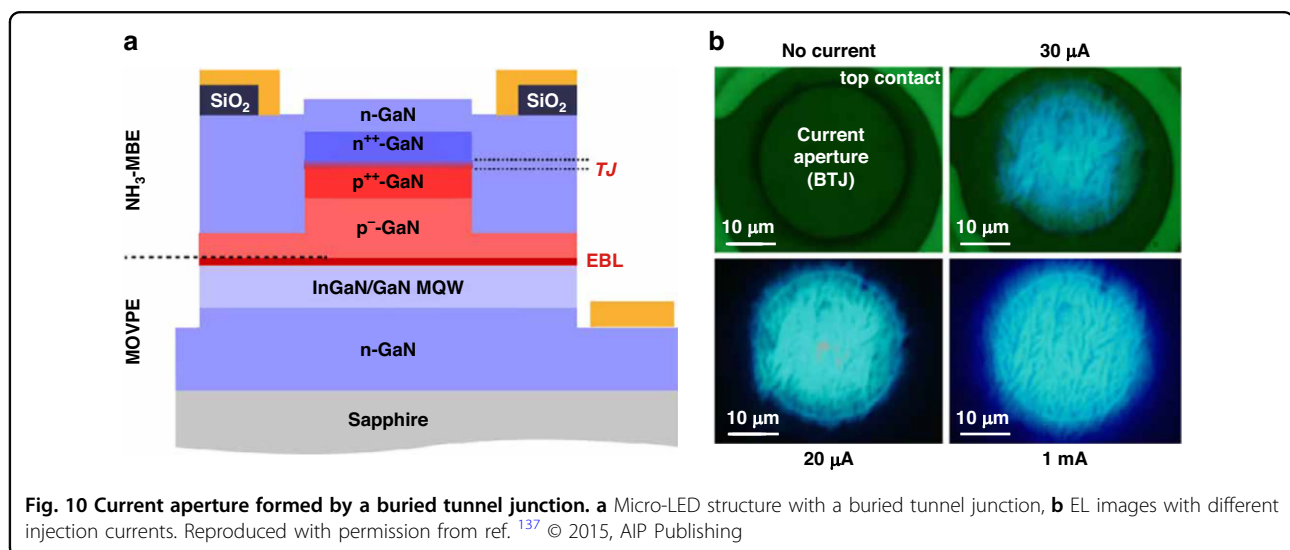 a
SiO₂
SiO₂
n-GaN
n⁺⁺-GaN
TJ
p⁺⁺-GaN
p⁻-GaN
EBL
InGaN/GaN MQW
n-GaN
Sapphire
NH₃-MBE
MOVPE
b
No current
30 μA
top contact
Current
aperture
(BTJ)
10 μm
10 μm
10 μm
10 μm
20 μA
1 mA
Fig. 10 Current aperture formed by a buried tunnel junction. a Micro-LED structure with a buried tunnel junction, b EL images with different
injection currents. Reproduced with permission from ref. ¹³⁷ © 2015, AIP Publishing